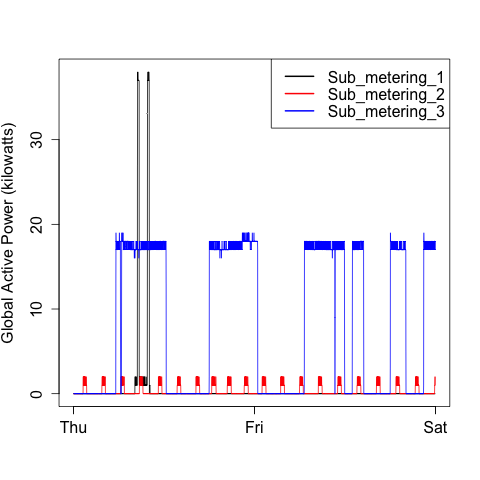 Sub_metering_1
Sub_metering_2
Sub_metering_3
Global Active Power (kilowatts)
30
20
10
0
Thu Fri Sat